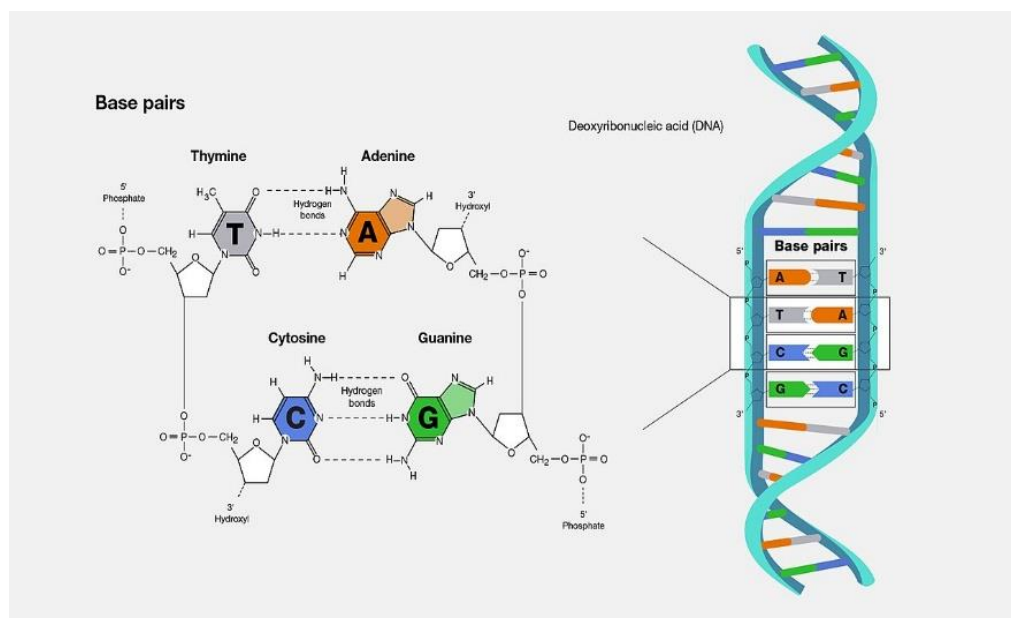 Base pairs
Deoxyribonucleic acid (DNA)
Thymine
Adenine
5'
Phosphate
H₃C
O
H
H-N
N
H
3'
Hydroxyl
Hydrogen
bonds
O
O=P-O-CH₂
O-
H
T
N-H
N
A
N
N
O
N
O
H
O
CH₂-O-P=O
O-
O
Cytosine
Guanine
H
H
N-H
O
N
H
Hydrogen
bonds
H
C
N
H-N
G
N
N
N
O
H-N
H
O
O=P-O-CH₂
O-
O
O
CH₂-O-P=O
O-
O
3'
Hydroxyl
5'
Phosphate
5'
Base pairs
3'
P
A
T
P
P
T
A
P
P
C
G
P
P
G
C
P
3'
5'